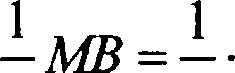 1/ MB = 1/ ·